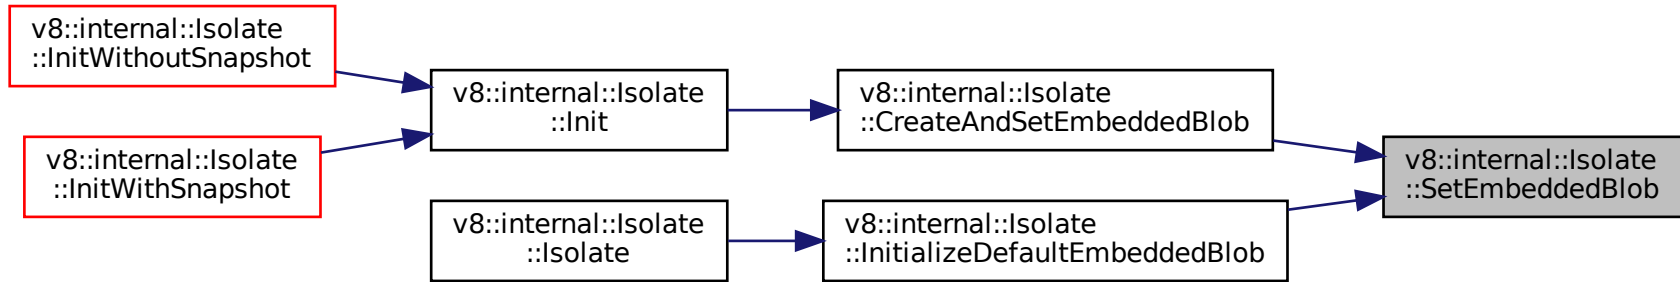 v8::internal::Isolate
::InitWithoutSnapshot
v8::internal::Isolate
::InitWithSnapshot
v8::internal::Isolate
::Init
v8::internal::Isolate
::Isolate
v8::internal::Isolate
::CreateAndSetEmbeddedBlob
v8::internal::Isolate
::InitializeDefaultEmbeddedBlob
v8::internal::Isolate
::SetEmbeddedBlob